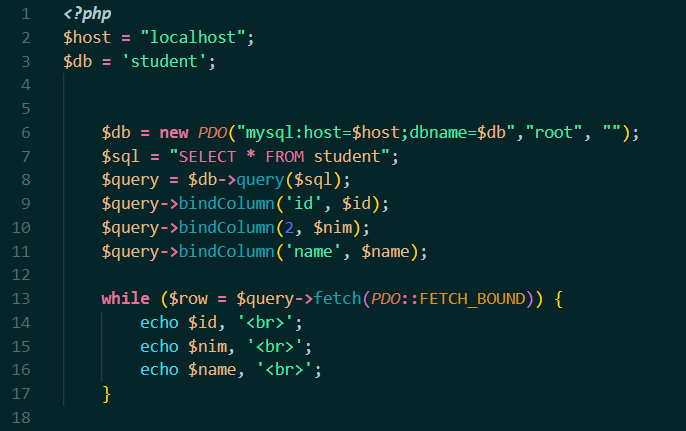 1 <?php
2 $host = "localhost";
3 $db = 'student';
4
5
6 $db = new PDO("mysql:host=$host;dbname=$db","root", "");
7 $sql = "SELECT * FROM student";
8 $query = $db->query($sql);
9 $query->bindColumn('id', $id);
10 $query->bindColumn(2, $nim);
11 $query->bindColumn('name', $name);
12
13 while ($row = $query->fetch(PDO::FETCH_BOUND)) {
14 echo $id, '<br>';
15 echo $nim, '<br>';
16 echo $name, '<br>';
17 }
18